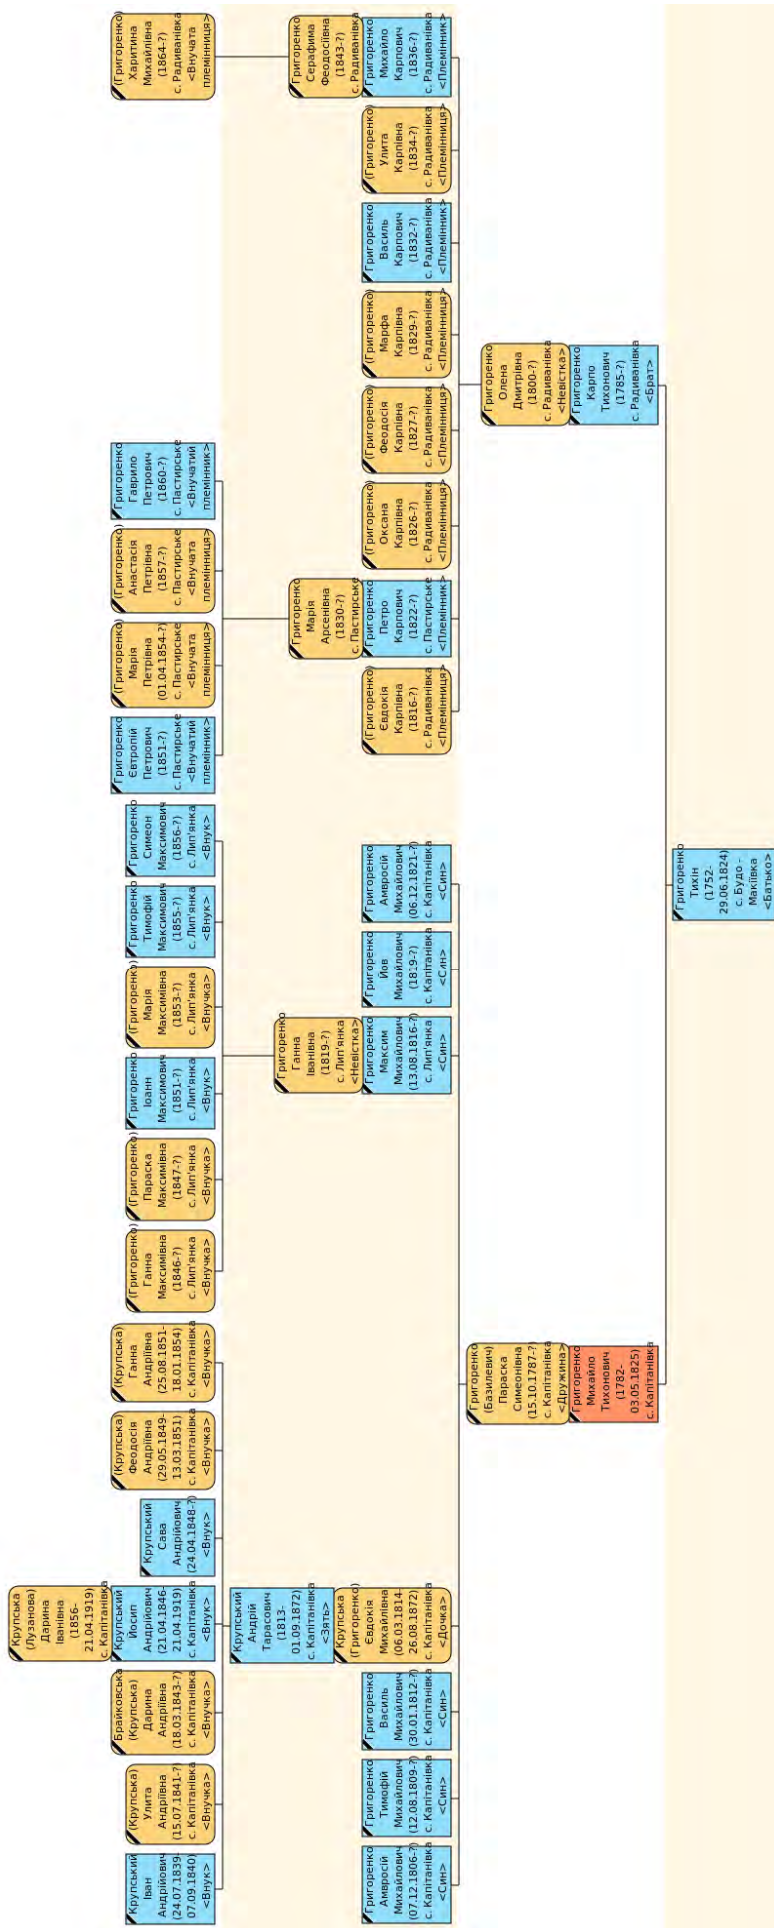 (Григоренко)
Харитина
Михайлівна
(1864-?)
с. Радиванівка
<Внучата
племінниця>
Григоренко
Серафима
Феодосіївна
(1843-?)
с. Радиванівка
Григоренко
Михайло
Карпович
(1836-?)
с. Радиванівка
<Племінник>
(Григоренко)
Улита
Карпівна
(1834-?)
с. Радиванівка
<Племінниця>
Григоренко
Василь
Карпович
(1832-?)
с. Радиванівка
<Племінник>
(Григоренко)
Марфа
Карпівна
(1829-?)
с. Радиванівка
<Племінниця>
Григоренко
Олена
Дмитрівна
(1800-?)
с. Радиванівка
<Невістка>
Григоренко
Карпо
Тихонович
(1785-?)
с. Радиванівка
<Брат>
(Григоренко)
Феодосія
Карпівна
(1827-?)
с. Радиванівка
<Племінниця>
Григоренко
Гаврило
Петрович
(1860-?)
с. Пастирське
<Внучатий
племінник>
(Григоренко)
Оксана
Карпівна
(1826-?)
с. Радиванівка
<Племінниця>
(Григоренко)
Анастасія
Петрівна
(1857-?)
с. Пастирське
<Внучата
племінниця>
Григоренко
Марія
Арсенівна
(1830-?)
с. Пастирське
Григоренко
Петро
Карпович
(1822-?)
с. Пастирське
<Племінник>
(Григоренко)
Марія
Петрівна
(01.04.1854-?)
с. Пастирське
<Внучата
племінниця>
(Григоренко)
Євдокія
Карпівна
(1816-?)
с. Радиванівка
<Племінниця>
Григоренко
Євтропій
Петрович
(1851-?)
с. Пастирське
<Внучатий
племінник>
Григоренко
Симеон
Максимович
(1856-?)
с. Лип'янка
<Внук>
Григоренко
Амвросій
Михайлович
(06.12.1821-?)
с. Капітанівка
<Син>
Григоренко
Тихін
(1752-
29.06.1824)
с. Будо -
Макіївка
<Батько>
Григоренко
Тимофій
Максимович
(1855-?)
с. Лип'янка
<Внук>
Григоренко
Йов
Михайлович
(1819-?)
с. Капітанівка
<Син>
(Григоренко)
Марія
Максимівна
(1853-?)
с. Лип'янка
<Внучка>
Григоренко
Ганна
Іванівна
(1819-?)
с. Лип'янка
<Невістка>
Григоренко
Максим
Михайлович
(13.08.1816-?)
с. Лип'янка
<Син>
Григоренко
Іоанн
Максимович
(1851-?)
с. Лип'янка
<Внук>
(Григоренко)
Параска
Максимівна
(1847-?)
с. Лип'янка
<Внучка>
(Григоренко)
Ганна
Максимівна
(1846-?)
с. Лип'янка
<Внучка>
(Крупська)
Ганна
Андріївна
(25.08.1851-
18.01.1854)
с. Капітанівка
<Внучка>
Григоренко
(Базилевич)
Параска
Симеонівна
(15.10.1787-?)
с. Капітанівка
<Дружина>
Григоренко
Михайло
Тихонович
(1782-
03.05.1825)
с. Капітанівка
(Крупська)
Феодосія
Андріївна
(29.05.1849-
13.03.1851)
с. Капітанівка
<Внучка>
Крупський
Сава
Андрійович
(24.04.1848-?)
<Внук>
Крупська
(Лузанова)
Дарина
Іванівна
(1856-
21.04.1919)
с. Капітанівка
Крупський
Йосип
Андрійович
(21.04.1846-
21.04.1919)
с. Капітанівка
<Внук>
Крупський
Андрій
Тарасович
(1813-
01.09.1872)
с. Капітанівка
<Зять>
Крупська
(Григоренко)
Євдокія
Михайлівна
(06.03.1814-
26.08.1872)
с. Капітанівка
<Дочка>
Брайковська
(Крупська)
Дарина
Андріївна
(18.03.1843-?)
с. Капітанівка
<Внучка>
Григоренко
Василь
Михайлович
(30.01.1812-?)
с. Капітанівка
<Син>
(Крупська)
Улита
Андріївна
(15.07.1841-?)
с. Капітанівка
<Внучка>
Григоренко
Тимофій
Михайлович
(12.08.1809-?)
с. Капітанівка
<Син>
Крупський
Іван
Андрійович
(24.07.1839-
07.09.1840)
<Внук>
Григоренко
Амвросій
Михайлович
(07.12.1806-?)
с. Капітанівка
<Син>